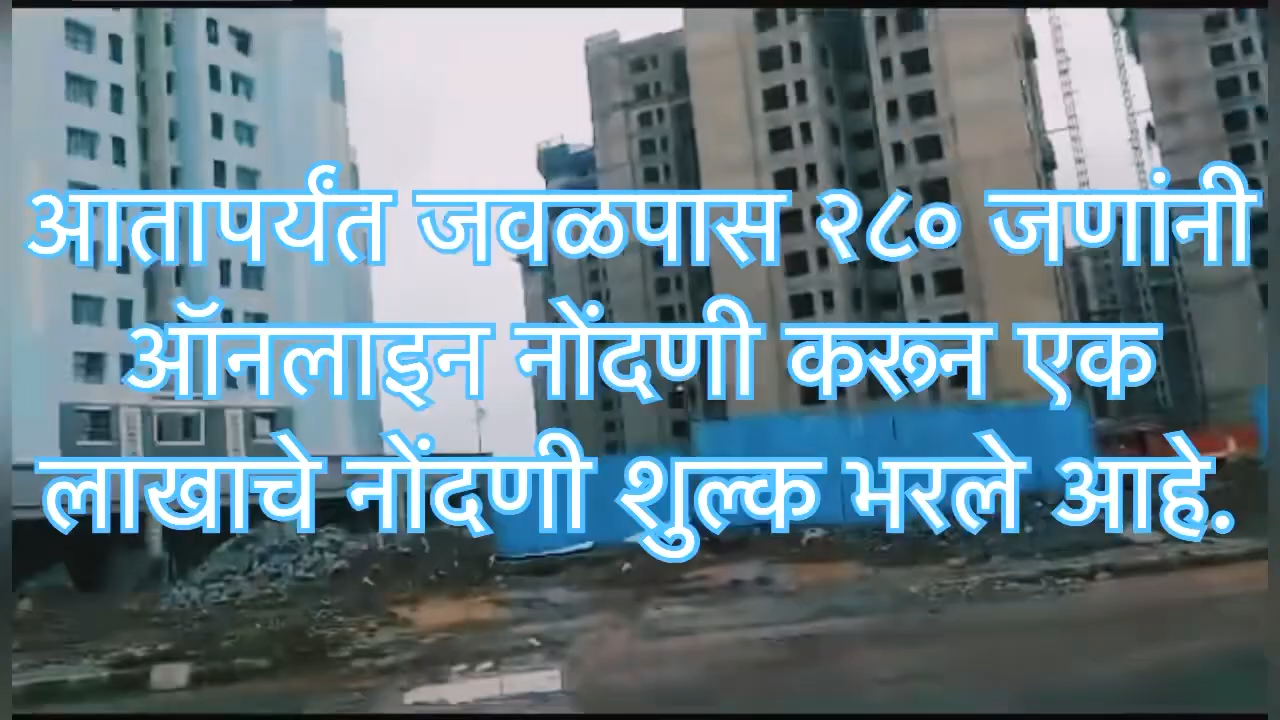 आतापर्यंत जवळपास २८० जणांनी
ऑनलाइन नोंदणी करून एक
लाखाचे नोंदणी शुल्क भरले आहे.